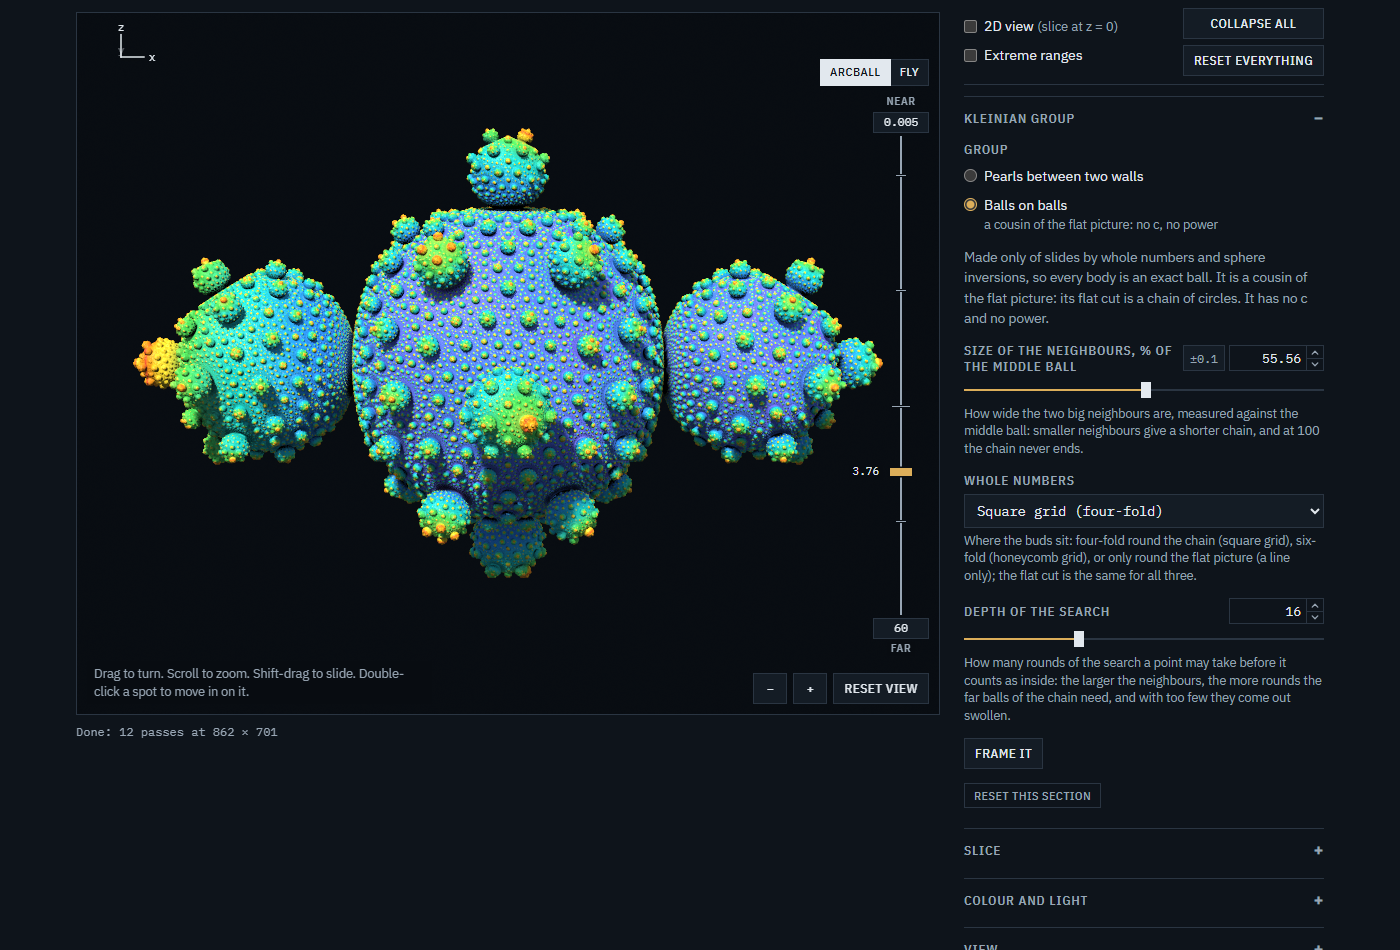 z
x
ARCBALL
FLY
NEAR
0.005
3.76
60
FAR
Drag to turn. Scroll to zoom. Shift-drag to slide. Double-
click a spot to move in on it.
−
+
RESET VIEW
Done: 12 passes at 862 × 701
2D view (slice at z = 0)
COLLAPSE ALL
Extreme ranges
RESET EVERYTHING
KLEINIAN GROUP −
GROUP
Pearls between two walls
Balls on balls
a cousin of the flat picture: no c, no power
Made only of slides by whole numbers and sphere
inversions, so every body is an exact ball. It is a cousin of
the flat picture: its flat cut is a chain of circles. It has no c
and no power.
SIZE OF THE NEIGHBOURS, % OF
THE MIDDLE BALL
±0.1
55.56
How wide the two big neighbours are, measured against the
middle ball: smaller neighbours give a shorter chain, and at 100
the chain never ends.
WHOLE NUMBERS
Square grid (four-fold)
Where the buds sit: four-fold round the chain (square grid), six-
fold (honeycomb grid), or only round the flat picture (a line
only); the flat cut is the same for all three.
DEPTH OF THE SEARCH
16
How many rounds of the search a point may take before it
counts as inside: the larger the neighbours, the more rounds the
far balls of the chain need, and with too few they come out
swollen.
FRAME IT
RESET THIS SECTION
SLICE +
COLOUR AND LIGHT +
VIEW +